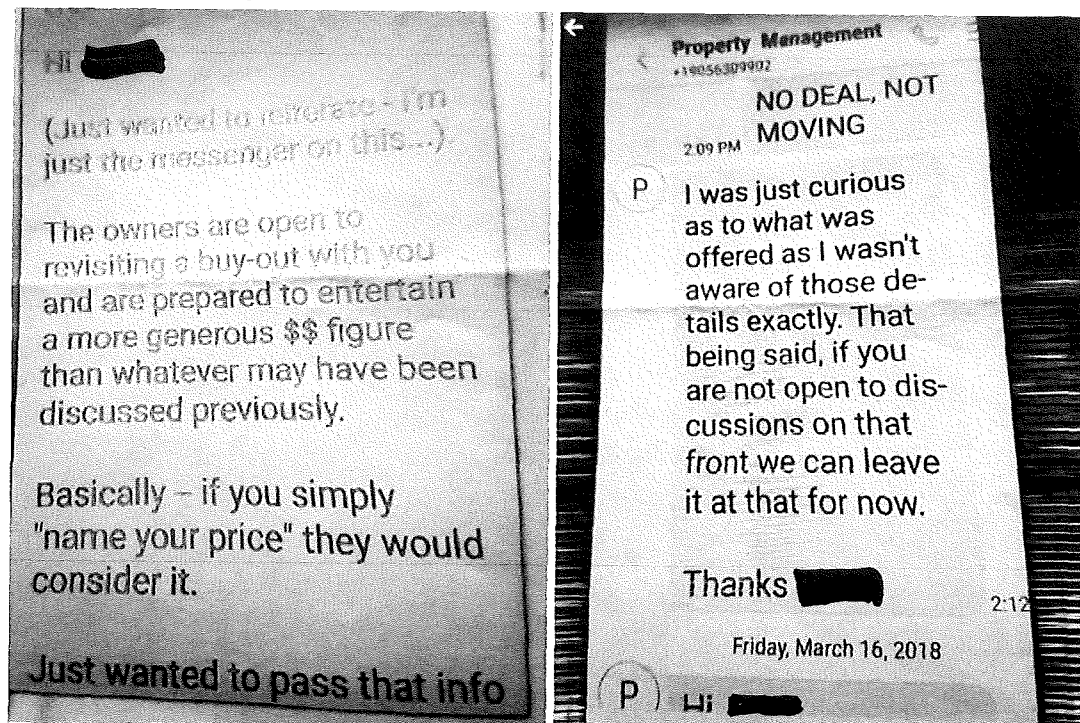 Hi
(Just wanted to reiterate - I'm
just the messenger on this...)
The owners are open to
revisiting a buy-out with you
and are prepared to entertain
a more generous $$ figure
than whatever may have been
discussed previously.
Basically – if you simply
"name your price" they would
consider it.
Just wanted to pass that info
Property Management
+19056309902
NO DEAL, NOT
MOVING
2:09 PM
P
I was just curious
as to what was
offered as I wasn't
aware of those de-
tails exactly. That
being said, if you
are not open to dis-
cussions on that
front we can leave
it at that for now.
Thanks
2:12
Friday, March 16, 2018
P
Hi